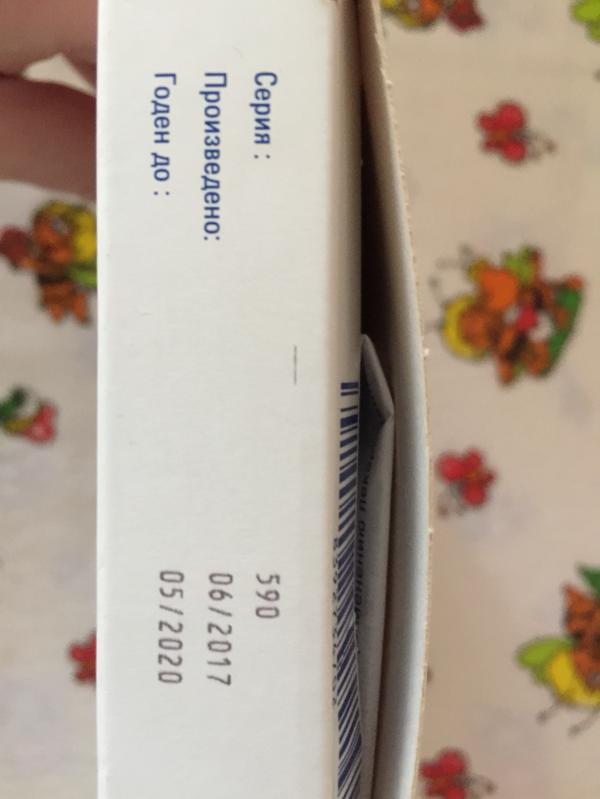 Серия : 590
Произведено: 06/2017
Годен до : 05/2020